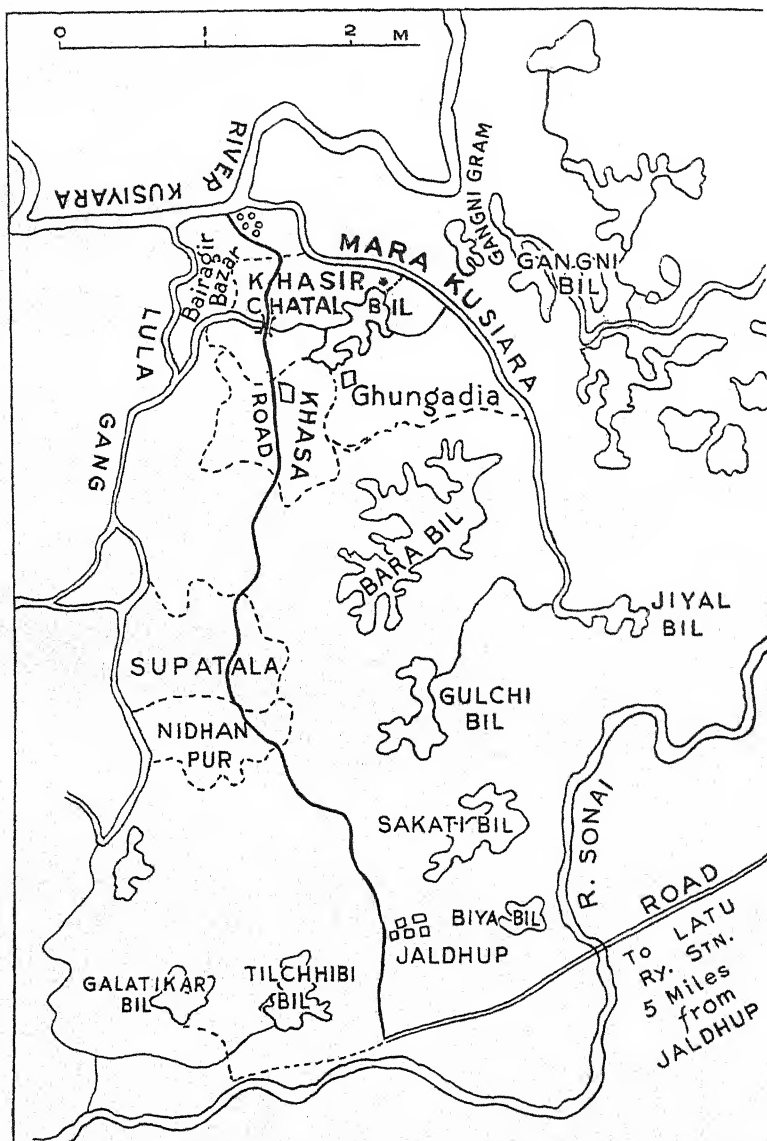 0 1 2 M
KUSIYARA
RIVER
MARA KUSIARA
GANGNI GRAM
GANGNI
BIL
Bairagir
Bazar
KHASIR
CHATAL BIL
LULA
GANG
ROAD
KHASA
Ghungadia
BARA BIL
JIYAL
BIL
SUPATALA
GULCHI
BIL
NIDHAN
PUR
SAKATI BIL
R. SONAI
ROAD
BIYA BIL
JALDHUP
To LATU
RY. STN.
5 Miles
from
JALDHUP
GALATIKAR
BIL
TILCHHIBI
BIL